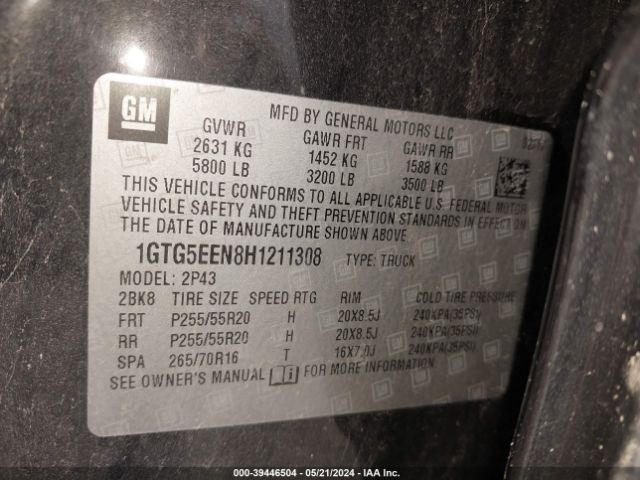 GM
MFD BY GENERAL MOTORS LLC
GVWR GAWR FRT GAWR RR
2631 KG 1452 KG 1588 KG
5800 LB 3200 LB 3500 LB
THIS VEHICLE CONFORMS TO ALL APPLICABLE U.S. FEDERAL MOTOR
VEHICLE SAFETY AND THEFT PREVENTION STANDARDS IN EFFECT ON
THE DATE OF MANUFACTURE SHOWN ABOVE.
1GTG5EEN8H1211308 TYPE: TRUCK
MODEL: 2P43
2BK8 TIRE SIZE SPEED RTG RIM COLD TIRE PRESSURE
FRT P255/55R20 H 20X8.5J 240KPA(35PSI)
RR P255/55R20 H 20X8.5J 240KPA(35PSI)
SPA 265/70R16 T 16X7.0J 240KPA(35PSI)
SEE OWNER'S MANUAL FOR MORE INFORMATION.
000-39446504 — 05/21/2024 — IAA Inc.